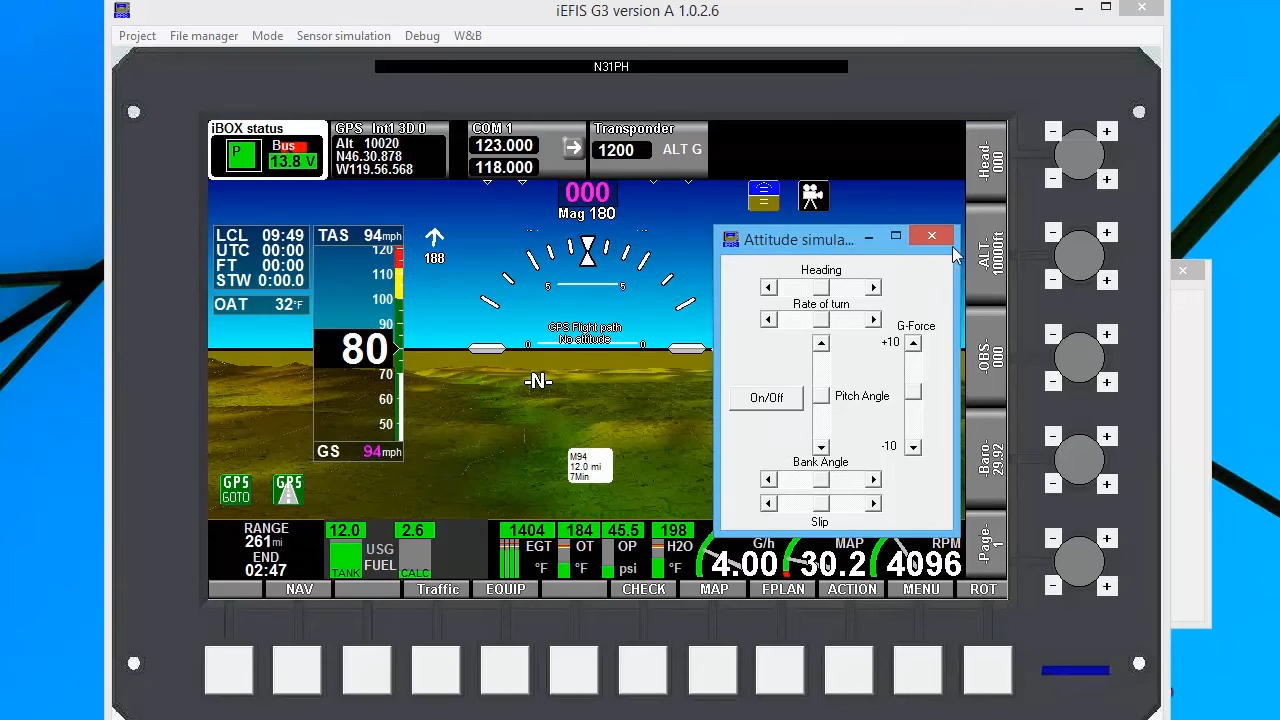 iEFIS G3 version A 1.0.2.6
Project File manager Mode Sensor simulation Debug W&B
N31PH
iBOX status
P
Bus
13.8 V
GPS Int1 3D 0
Alt 10020
N46.30.878
W119.56.568
COM 1
123.000
118.000
Transponder
1200 ALT G
-Head-
000
000
Mag 180
LCL 09:49
UTC 00:00
FT 00:00
STW 0:00.0
OAT 32°F
TAS 94mph
120
110
100
90
80
70
60
50
GS 94mph
188
5 5
GPS Flight path
No attitude
0 0
-N-
M94
12.0 mi
7Min
GPS
GOTO
GPS
Attitude simula...
Heading
Rate of turn
G-Force
+10
On/Off
Pitch Angle
-10
Bank Angle
Slip
-ALT-
10000ft
-OBS-
000
-Baro-
29.92
-Page-
1
RANGE
261mi
END
02:47
12.0
TANK
USG
FUEL
2.6
CALC
1404
EGT
°F
184
OT
°F
45.5
OP
psi
198
H2O
°F
G/h
4.00
MAP
30.2
RPM
4096
NAV Traffic EQUIP CHECK MAP FPLAN ACTION MENU ROT